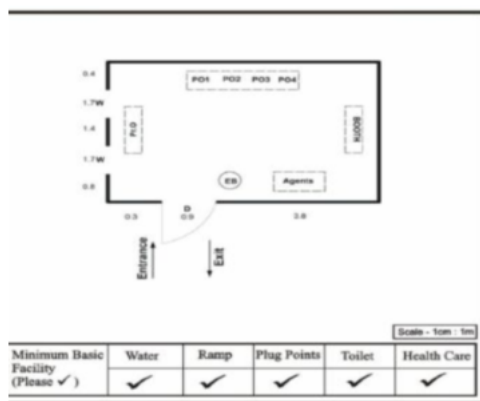 0.4
PO1 PO2 PO3 PO4
1.7W
1.4
PrO
BOOTH
1.7W
0.8
EB
Agents
0.3
D
0.9
3.8
Entrance
Exit
Scale - 1cm : 1m
Minimum Basic Facility (Please ✓) Water Ramp Plug Points Toilet Health Care
✓ ✓ ✓ ✓ ✓